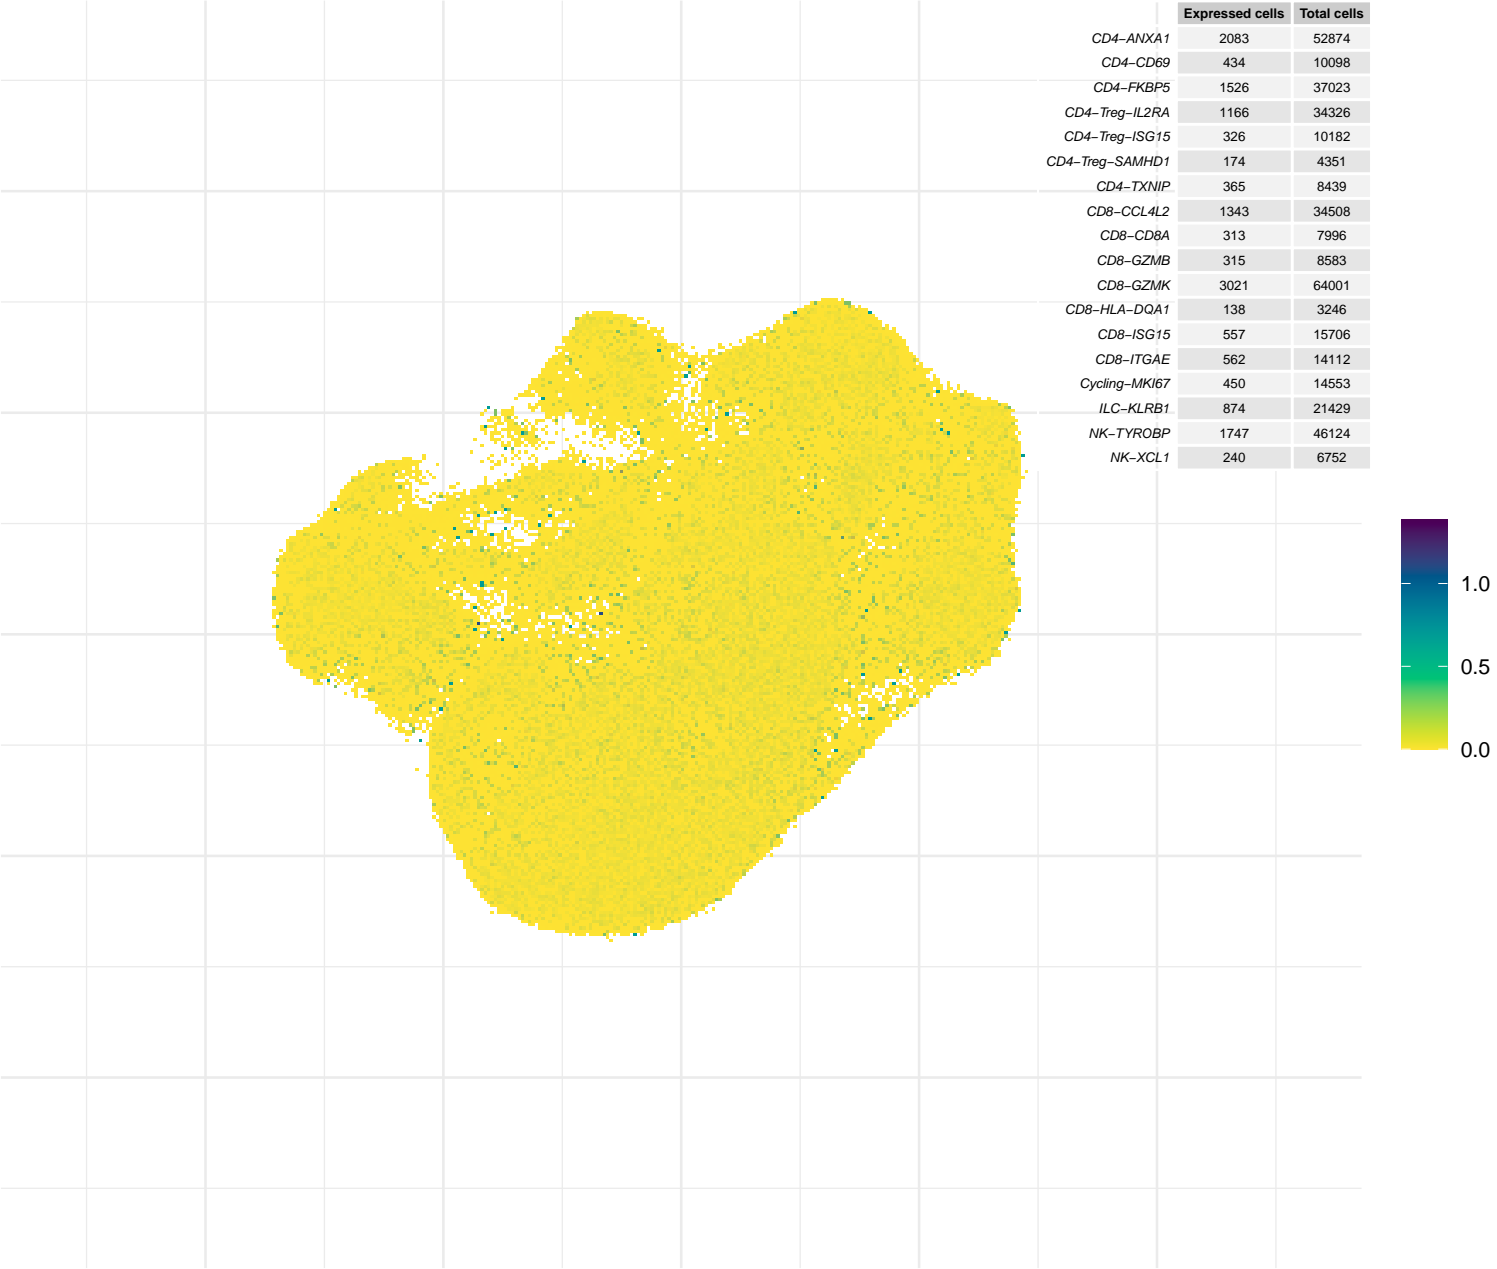 Expressed cells Total cells
CD4−ANXA1 2083 52874
CD4−CD69 434 10098
CD4−FKBP5 1526 37023
CD4−Treg−IL2RA 1166 34326
CD4−Treg−ISG15 326 10182
CD4−Treg−SAMHD1 174 4351
CD4−TXNIP 365 8439
CD8−CCL4L2 1343 34508
CD8−CD8A 313 7996
CD8−GZMB 315 8583
CD8−GZMK 3021 64001
CD8−HLA−DQA1 138 3246
CD8−ISG15 557 15706
CD8−ITGAE 562 14112
Cycling−MKI67 450 14553
ILC−KLRB1 874 21429
NK−TYROBP 1747 46124
NK−XCL1 240 6752
1.0
0.5
0.0